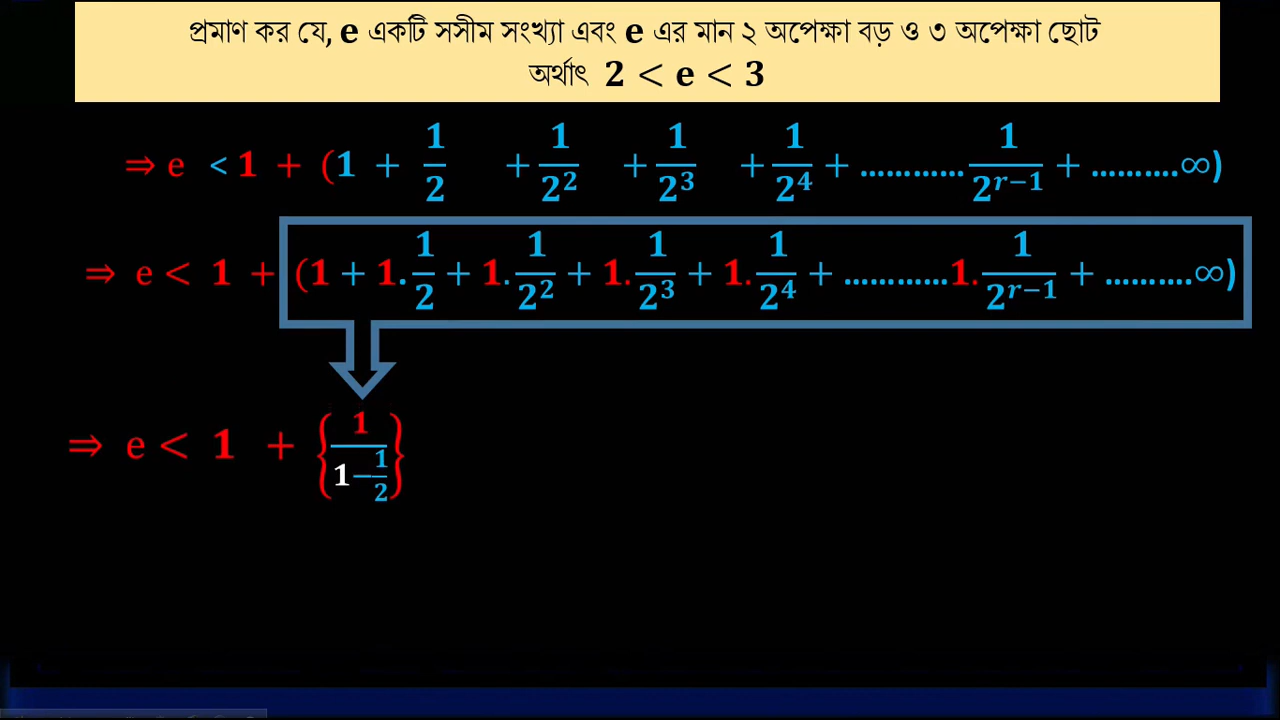 প্রমাণ কর যে, e একটি সসীম সংখ্যা এবং e এর মান ২ অপেক্ষা বড় ও ৩ অপেক্ষা ছোট
অর্থাৎ 2 < e < 3
⇒ e < 1 + (1 + 1/2 + 1/2² + 1/2³ + 1/2⁴ + ............ 1/2^(r−1) + ..........∞)
⇒ e < 1 + (1 + 1.1/2 + 1.1/2² + 1.1/2³ + 1.1/2⁴ + ............1.1/2^(r−1) + ..........∞)
⇒ e < 1 + {1/(1−1/2)}